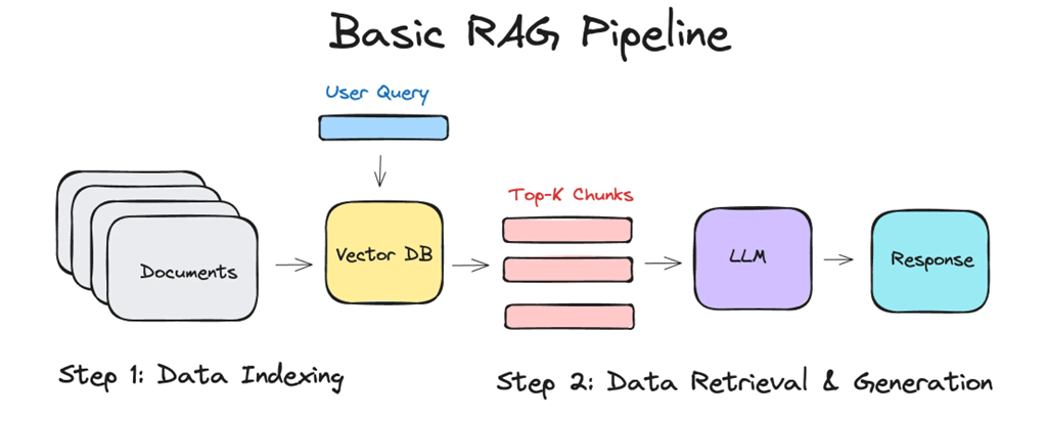 Basic RAG Pipeline
User Query
Top-K Chunks
Documents
Vector DB
LLM
Response
Step 1: Data Indexing
Step 2: Data Retrieval & Generation